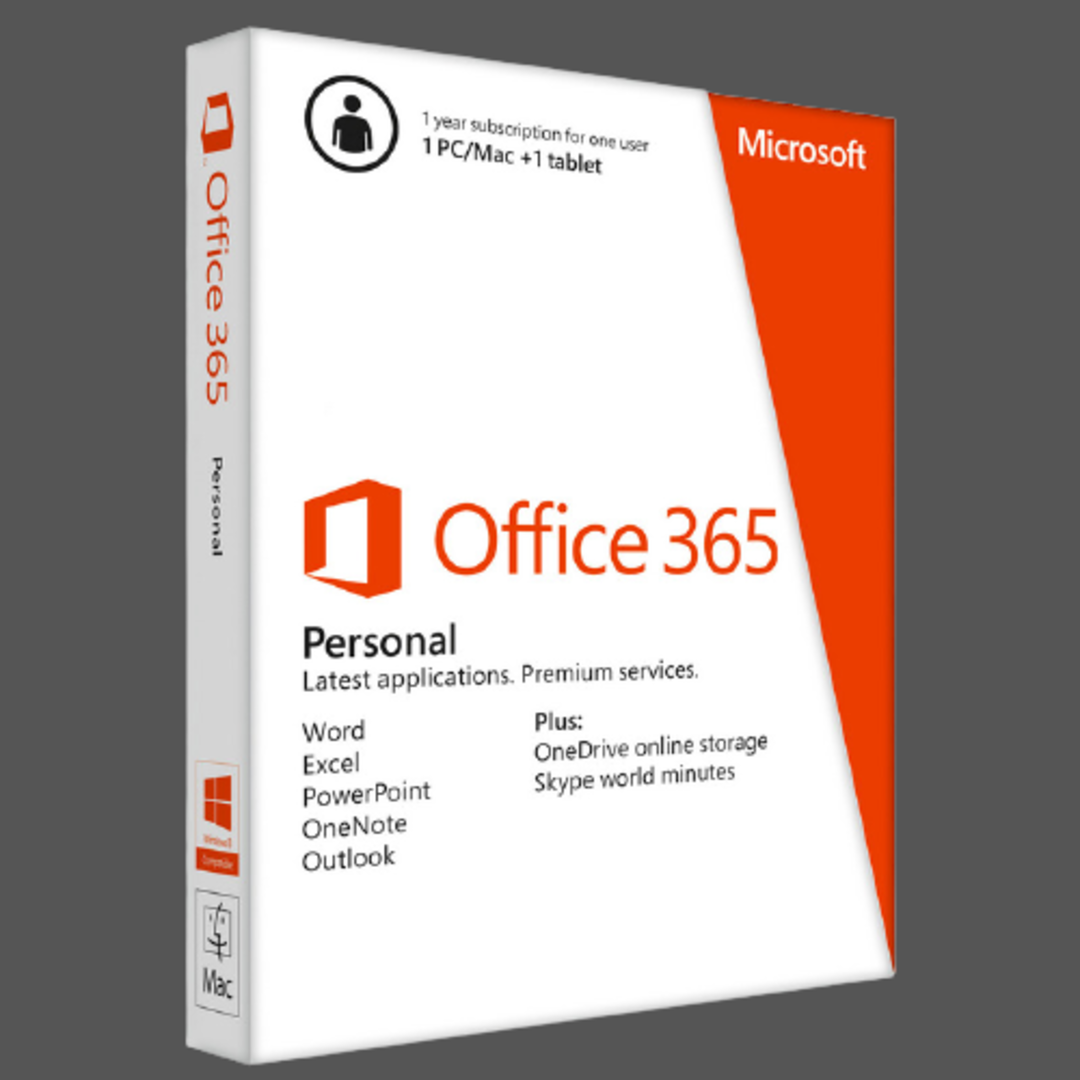 1 year subscription for one user
1 PC/Mac +1 tablet
Microsoft
Office 365
Personal
Latest applications. Premium services.
Word
Excel
PowerPoint
OneNote
Outlook
Plus:
OneDrive online storage
Skype world minutes
Office 365
Personal
Mac